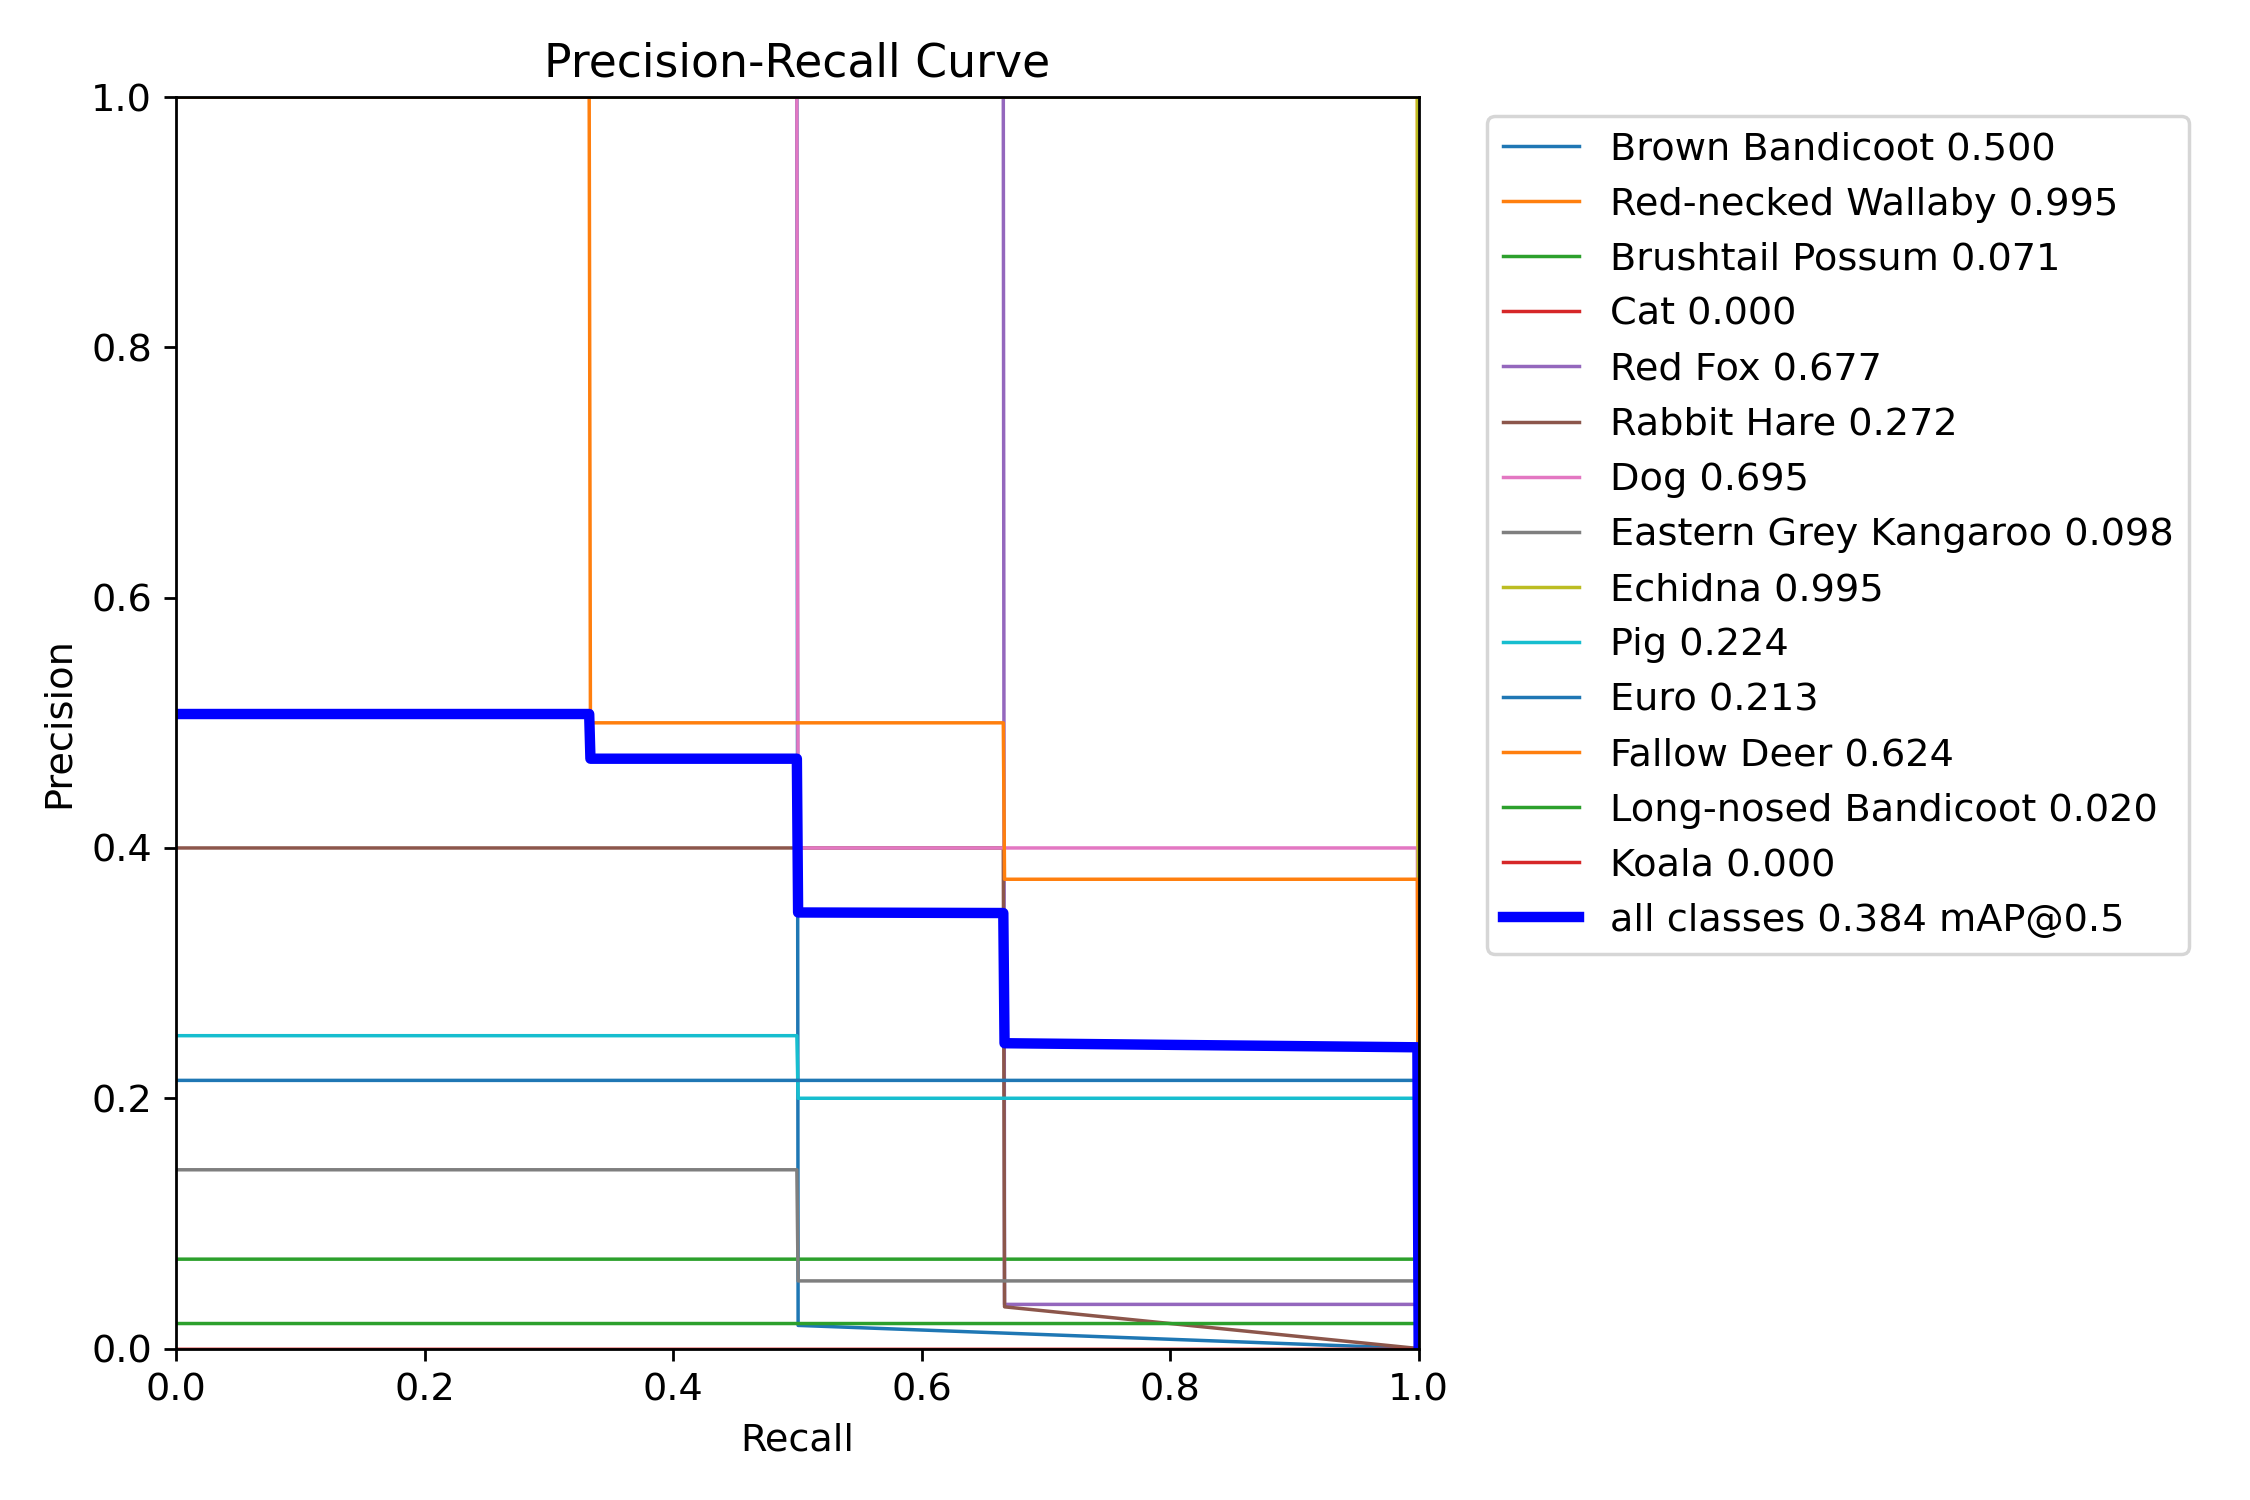 Precision-Recall Curve
1.0
0.8
0.6
0.4
0.2
0.0
Precision
0.0 0.2 0.4 0.6 0.8 1.0
Recall
Brown Bandicoot 0.500
Red-necked Wallaby 0.995
Brushtail Possum 0.071
Cat 0.000
Red Fox 0.677
Rabbit Hare 0.272
Dog 0.695
Eastern Grey Kangaroo 0.098
Echidna 0.995
Pig 0.224
Euro 0.213
Fallow Deer 0.624
Long-nosed Bandicoot 0.020
Koala 0.000
all classes 0.384 mAP@0.5